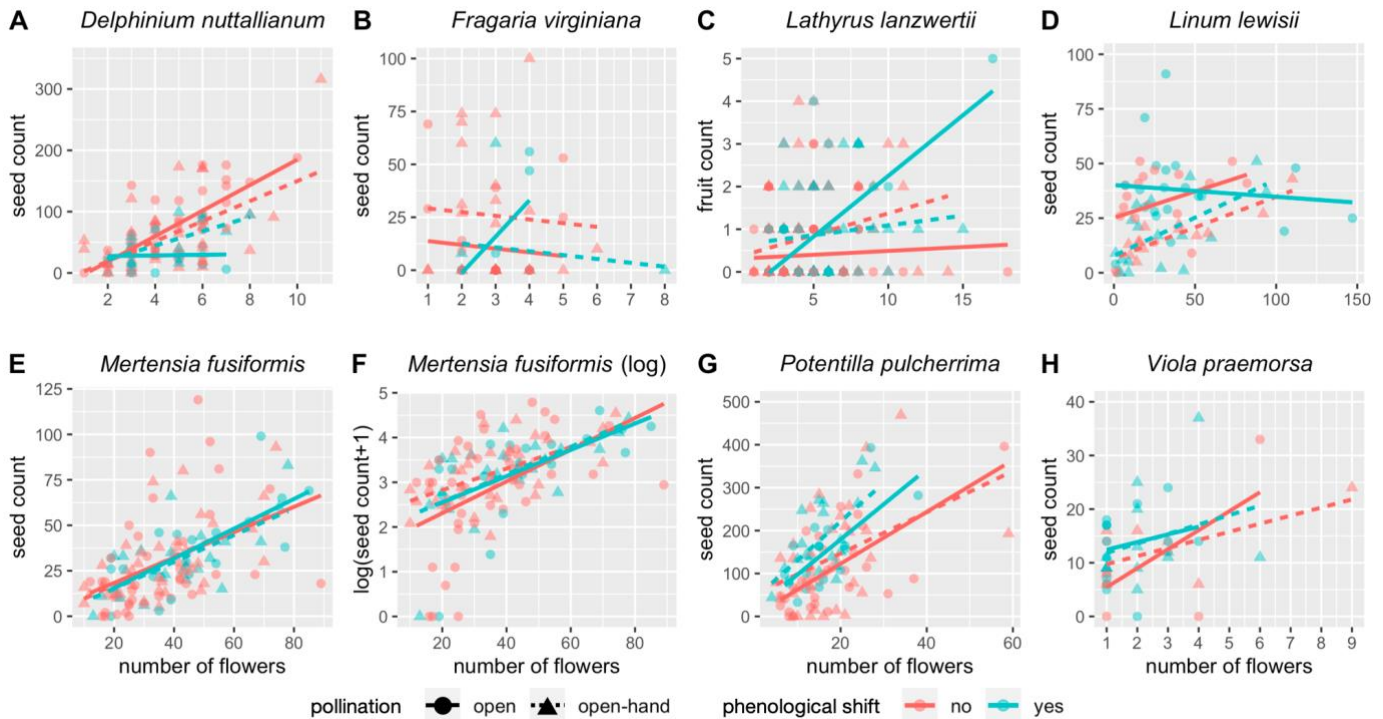 A Delphinium nuttallianum
seed count
300
200
100
0
2 4 6 8 10
B Fragaria virginiana
seed count
100
75
50
25
0
1 2 3 4 5 6 7 8
C Lathyrus lanzwertii
fruit count
5
4
3
2
1
0
5 10 15
D Linum lewisii
seed count
100
75
50
25
0
0 50 100 150
E Mertensia fusiformis
seed count
125
100
75
50
25
0
20 40 60 80
number of flowers
F Mertensia fusiformis (log)
log(seed count+1)
5
4
3
2
1
0
20 40 60 80
number of flowers
G Potentilla pulcherrima
seed count
500
400
300
200
100
0
20 40 60
number of flowers
H Viola praemorsa
seed count
40
30
20
10
0
1 2 3 4 5 6 7 8 9
number of flowers
pollination open open-hand phenological shift no yes